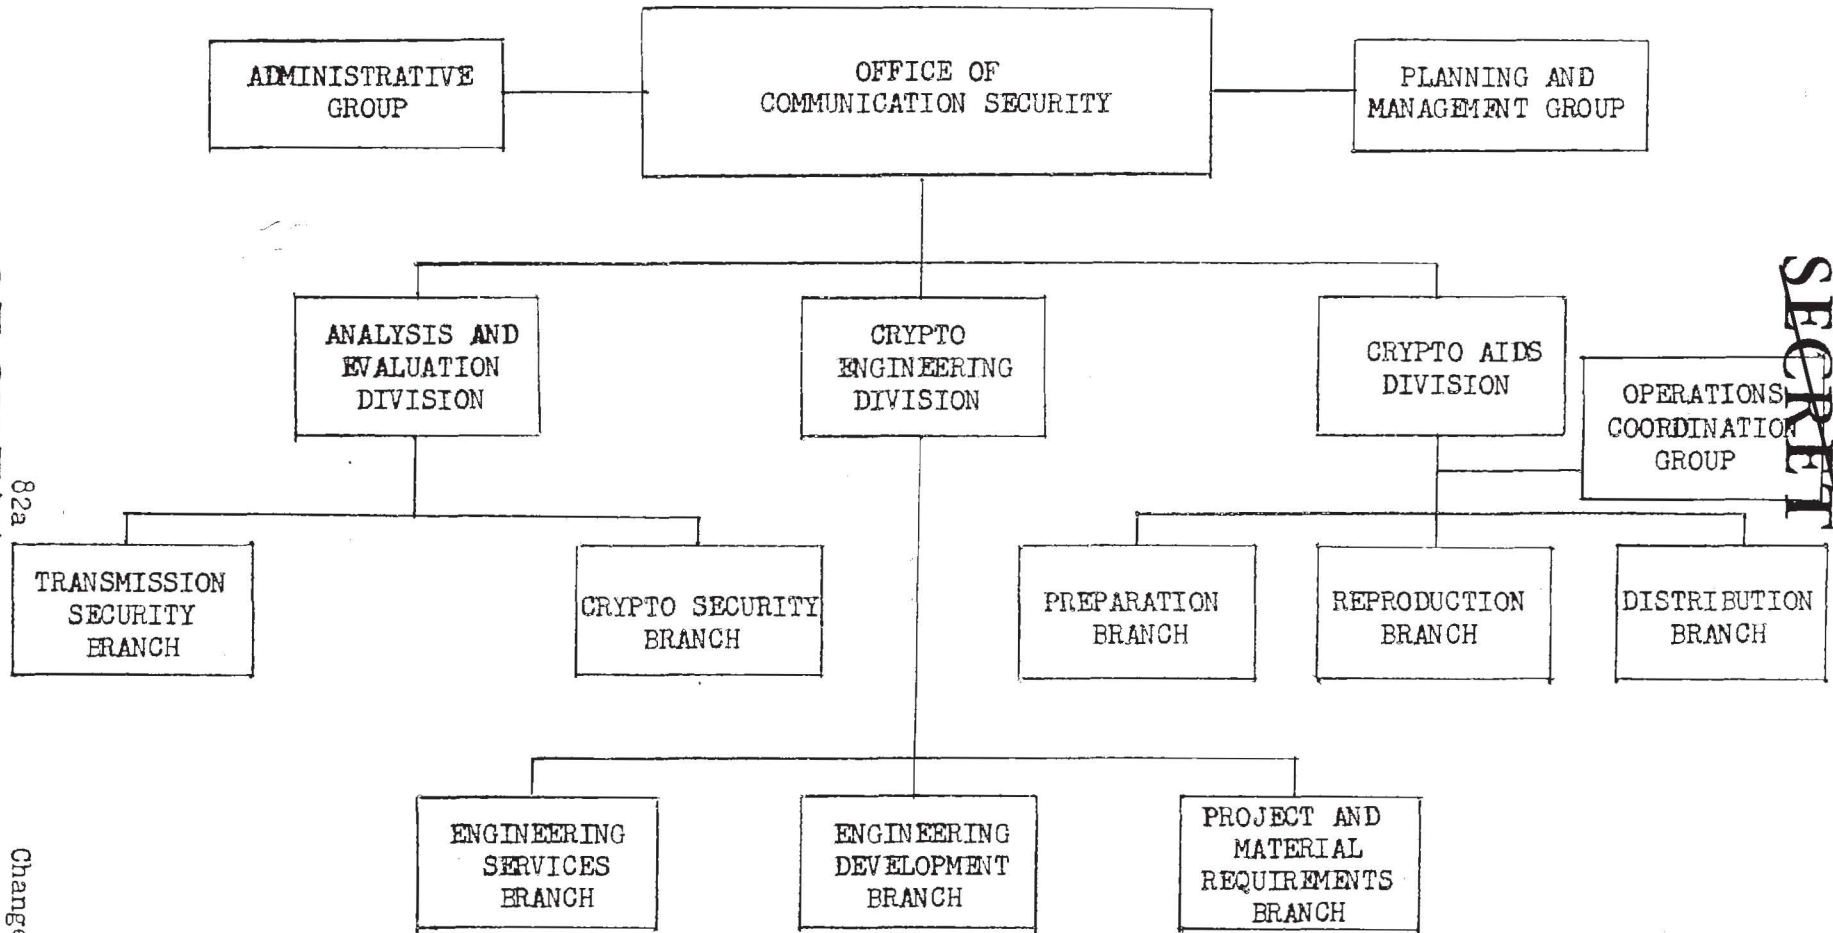 ADMINISTRATIVE
GROUP
OFFICE OF
COMMUNICATION SECURITY
PLANNING AND
MANAGEMENT GROUP
ANALYSIS AND
EVALUATION
DIVISION
CRYPTO
ENGINEERING
DIVISION
CRYPTO AIDS
DIVISION
OPERATIONS
COORDINATION
GROUP
SECRET
TRANSMISSION
SECURITY
BRANCH
CRYPTO SECURITY
BRANCH
PREPARATION
BRANCH
REPRODUCTION
BRANCH
DISTRIBUTION
BRANCH
ENGINEERING
SERVICES
BRANCH
ENGINEERING
DEVELOPMENT
BRANCH
PROJECT AND
MATERIAL
REQUIREMENTS
BRANCH
82a
Change